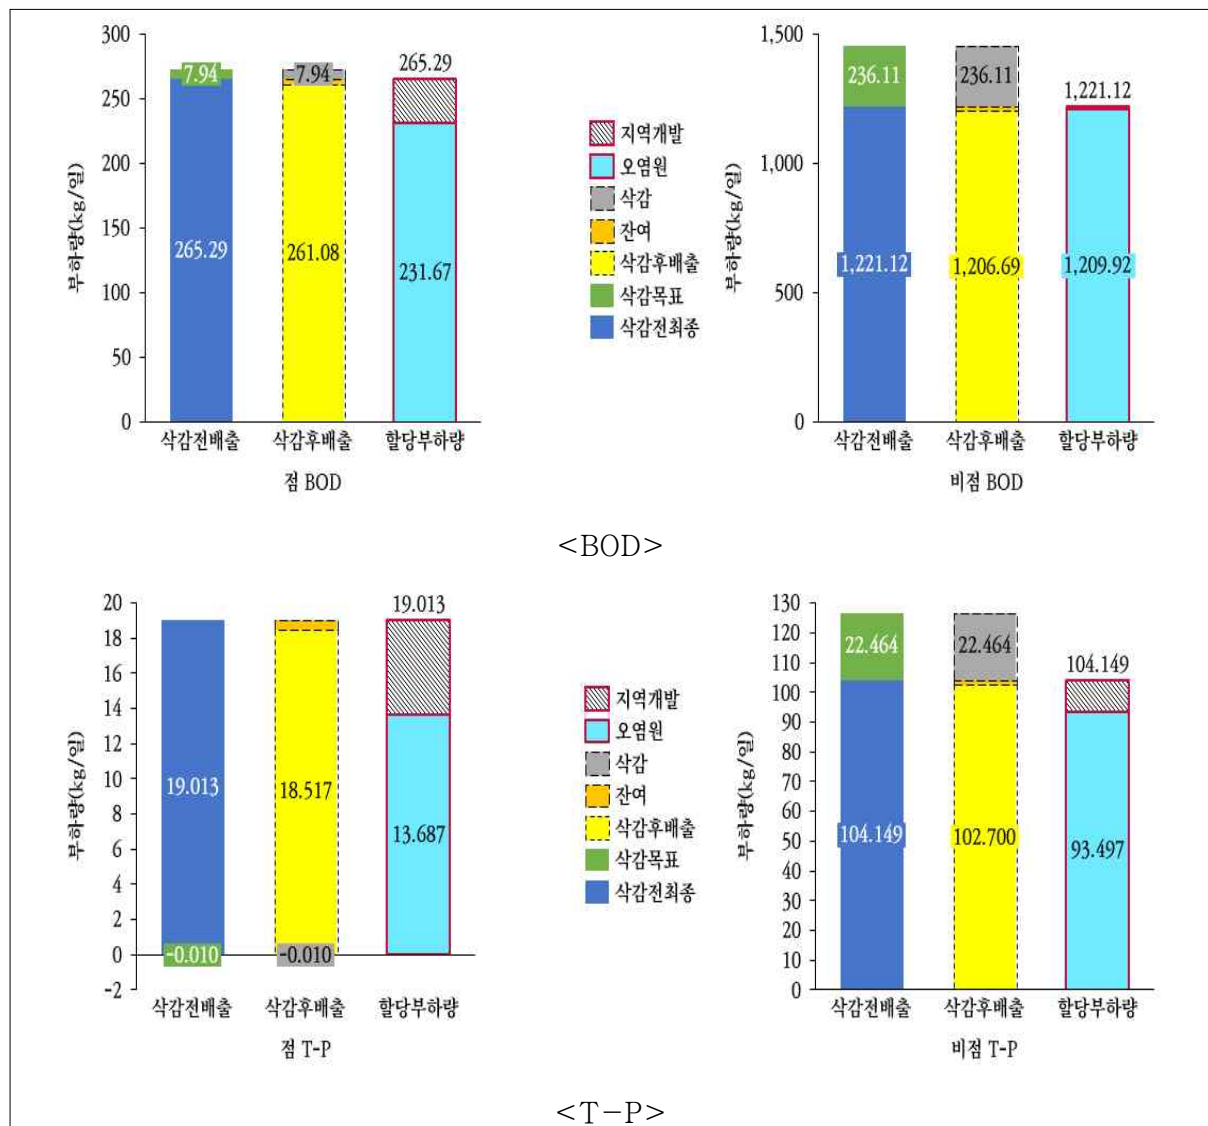 300
250
200
150
100
50
0
부하량(kg/일)
7.94
265.29
7.94
261.08
265.29
231.67
삭감전배출
삭감후배출
할당부하량
점 BOD
지역개발
오염원
삭감
잔여
삭감후배출
삭감목표
삭감전최종
1,500
1,000
500
0
부하량(kg/일)
236.11
1,221.12
236.11
1,206.69
1,221.12
1,209.92
삭감전배출
삭감후배출
할당부하량
비점 BOD
<BOD>
20
18
16
14
12
10
8
6
4
2
0
-2
부하량(kg/일)
19.013
-0.010
18.517
-0.010
19.013
13.687
삭감전배출
삭감후배출
할당부하량
점 T-P
지역개발
오염원
삭감
잔여
삭감후배출
삭감목표
삭감전최종
130
120
110
100
90
80
70
60
50
40
30
20
10
0
부하량(kg/일)
22.464
104.149
22.464
102.700
104.149
93.497
삭감전배출
삭감후배출
할당부하량
비점 T-P
<T-P>